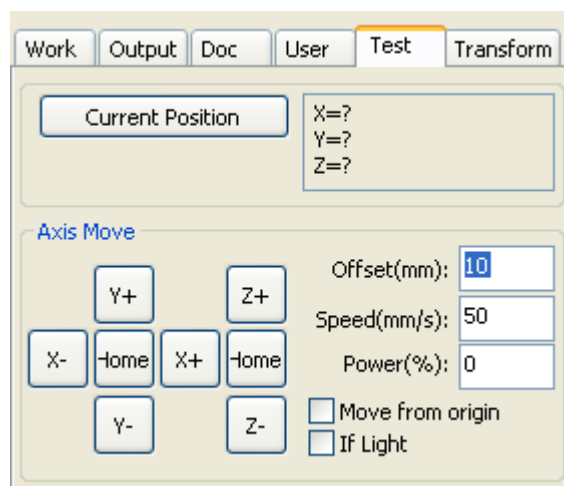 Work Output Doc User Test Transform
Current Position
X=?
Y=?
Z=?
Axis Move
Offset(mm): 10
Y+ Z+
Speed(mm/s): 50
X- Home X+ Home
Power(%): 0
Move from origin
Y- Z-
If Light